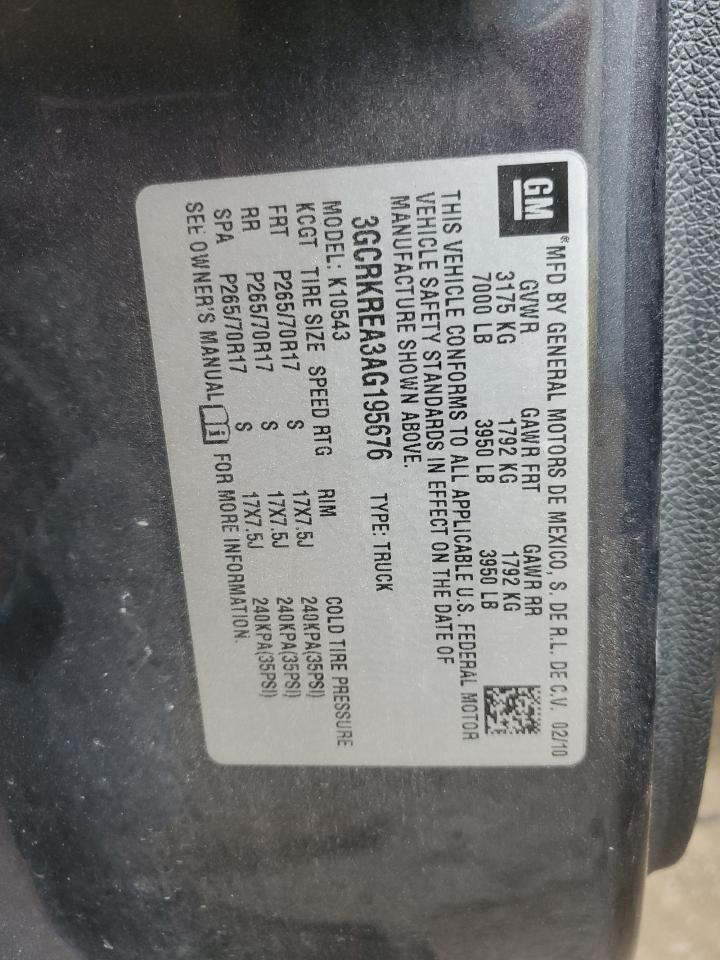 GM
® MFD BY GENERAL MOTORS DE MEXICO, S. DE R.L. DE C.V. 02/10
GVWR GAWR FRT GAWR RR
3175 KG 1792 KG 1792 KG
7000 LB 3950 LB 3950 LB
THIS VEHICLE CONFORMS TO ALL APPLICABLE U.S. FEDERAL MOTOR
VEHICLE SAFETY STANDARDS IN EFFECT ON THE DATE OF
MANUFACTURE SHOWN ABOVE.
3GCRKREA3AG195676 TYPE: TRUCK
MODEL: K10543
KCGT TIRE SIZE SPEED RTG RIM COLD TIRE PRESSURE
FRT P265/70R17 S 17X7.5J 240KPA(35PSI)
RR P265/70R17 S 17X7.5J 240KPA(35PSI)
SPA P265/70R17 S 17X7.5J 240KPA(35PSI)
SEE OWNER'S MANUAL FOR MORE INFORMATION.